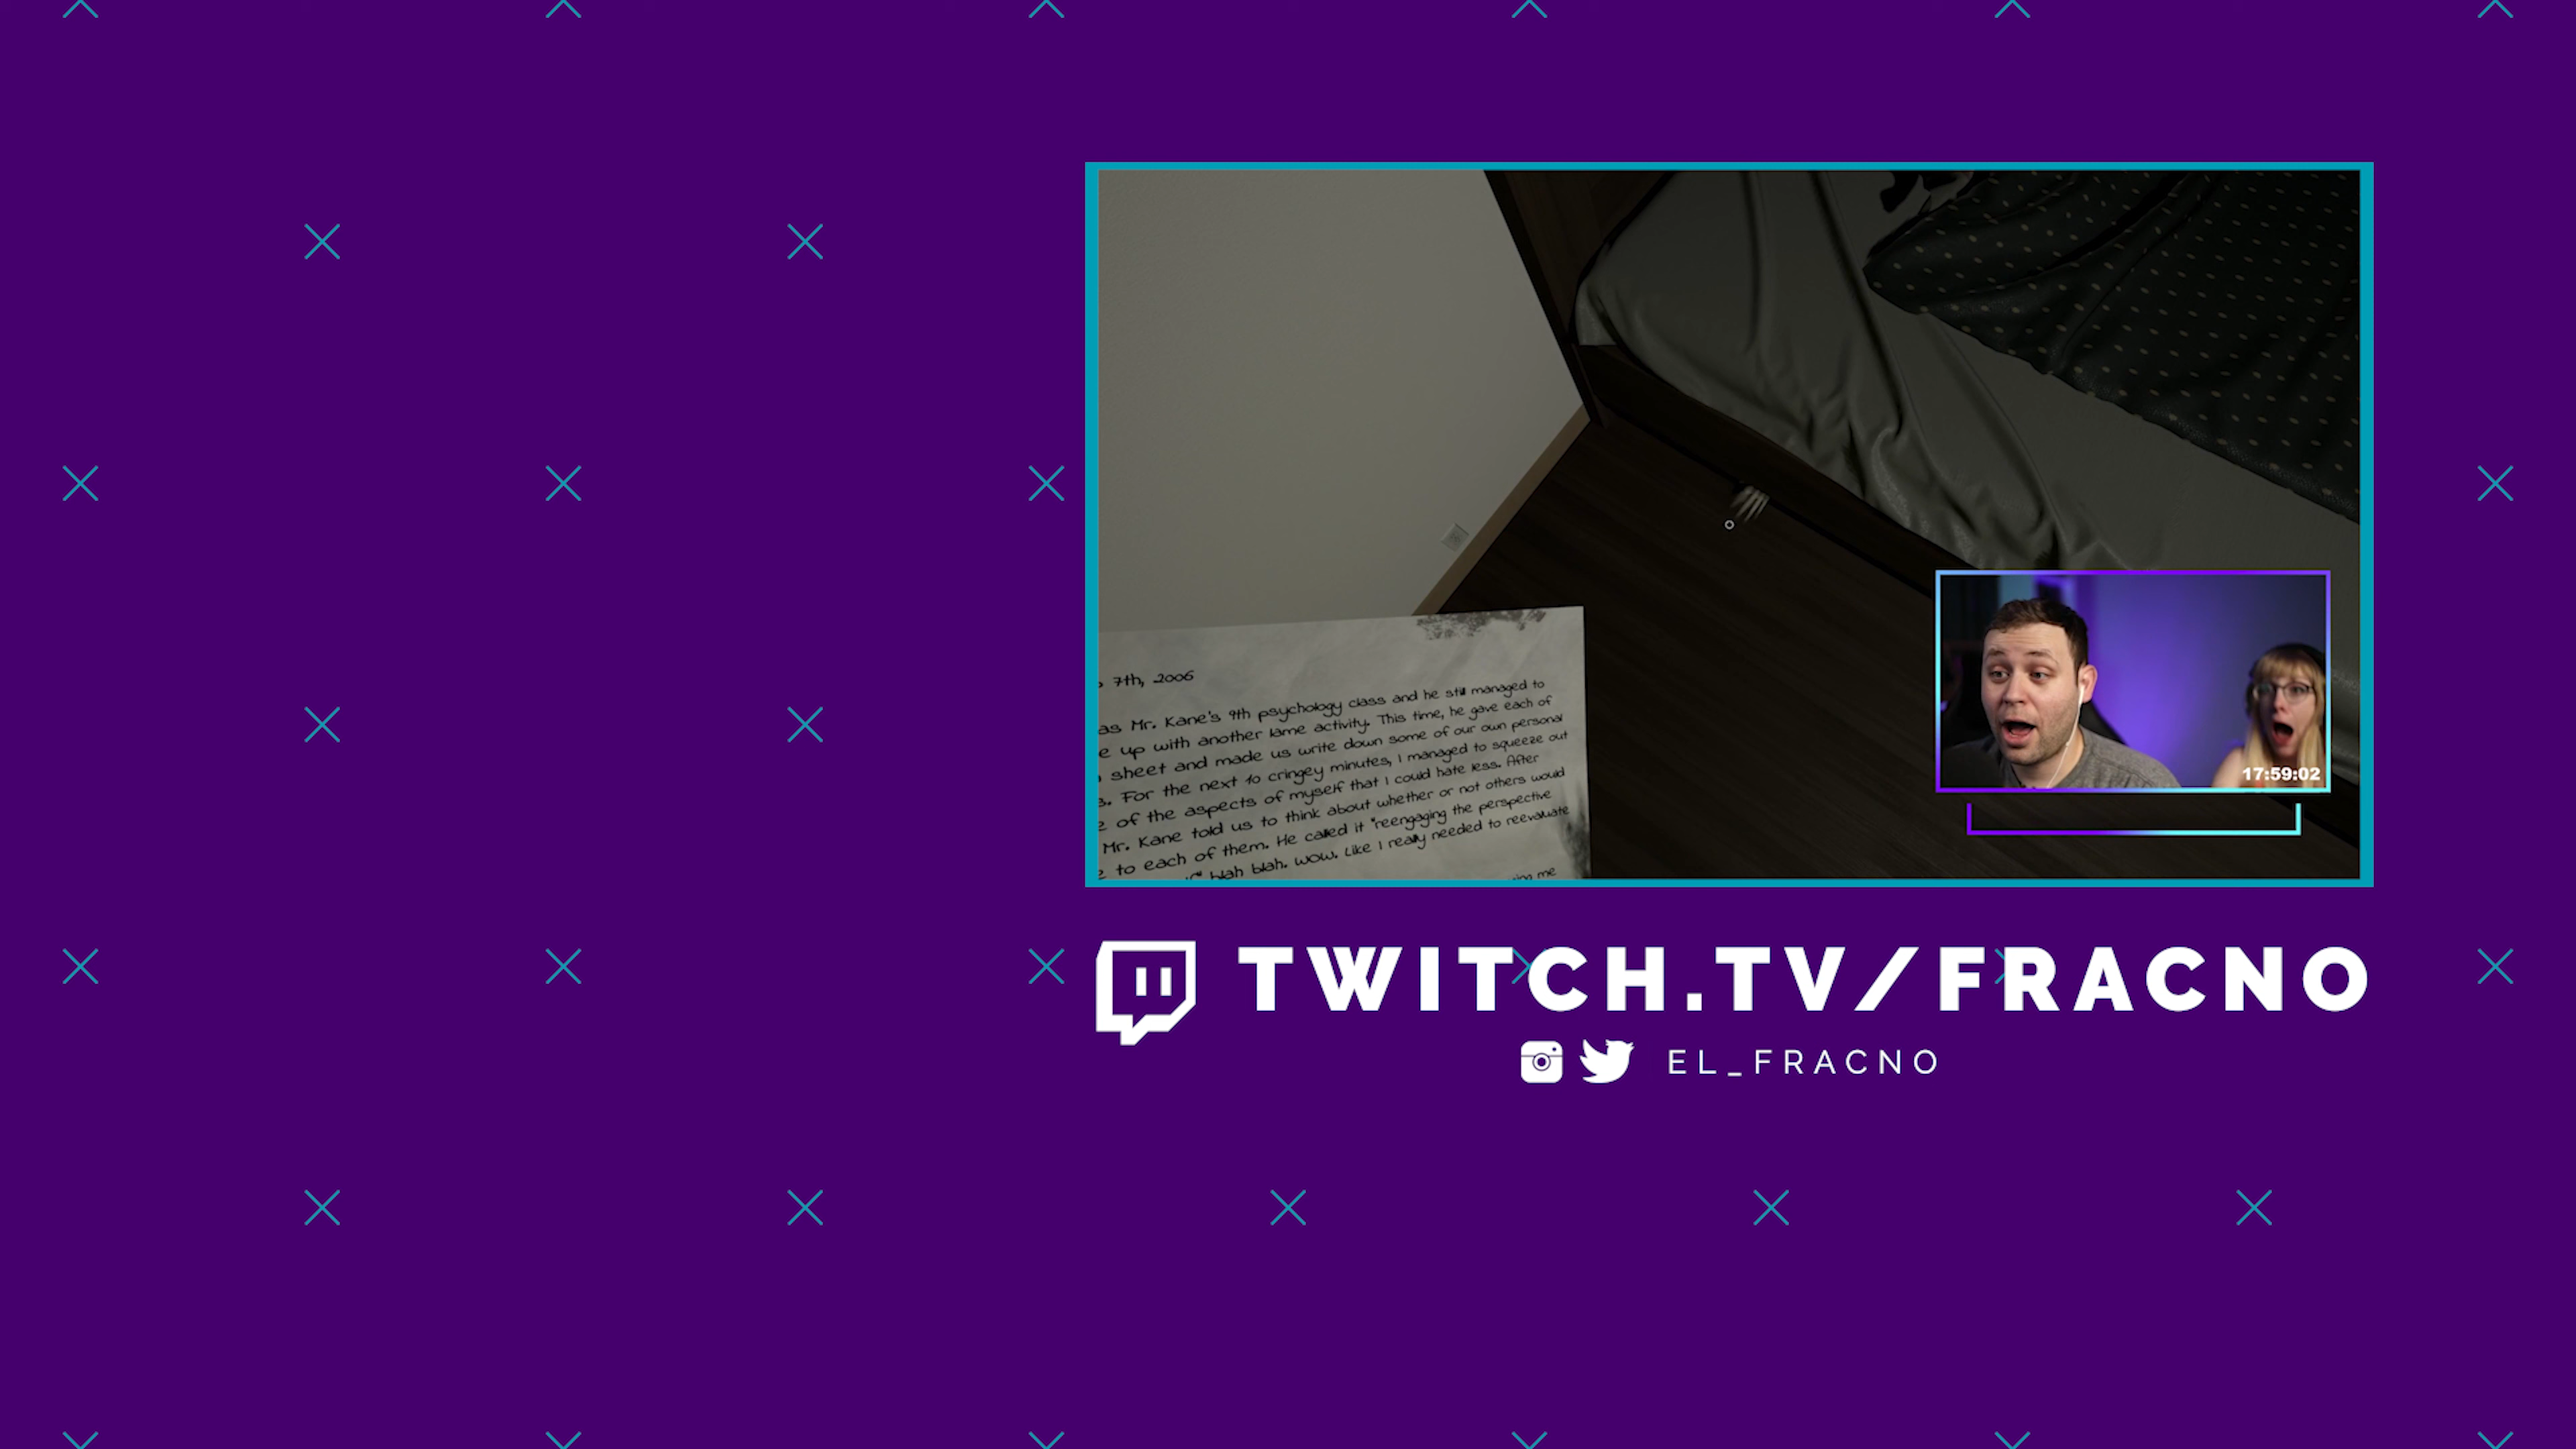 7th, 2006
as Mr. Kane's 9th psychology class and he still managed to
e up with another lame activity. This time, he gave each of
sheet and made us write down some of our own personal
s. For the next 10 cringey minutes, I managed to squeeze out
e of the aspects of myself that I could hate less. After
Mr. Kane told us to think about whether or not others would
e to each of them. He called it "reengaging the perspective
blah blah. Wow. Like I really needed to reevaluate
me
17:59:02
TWITCH.TV/FRACNO
EL_FRACNO